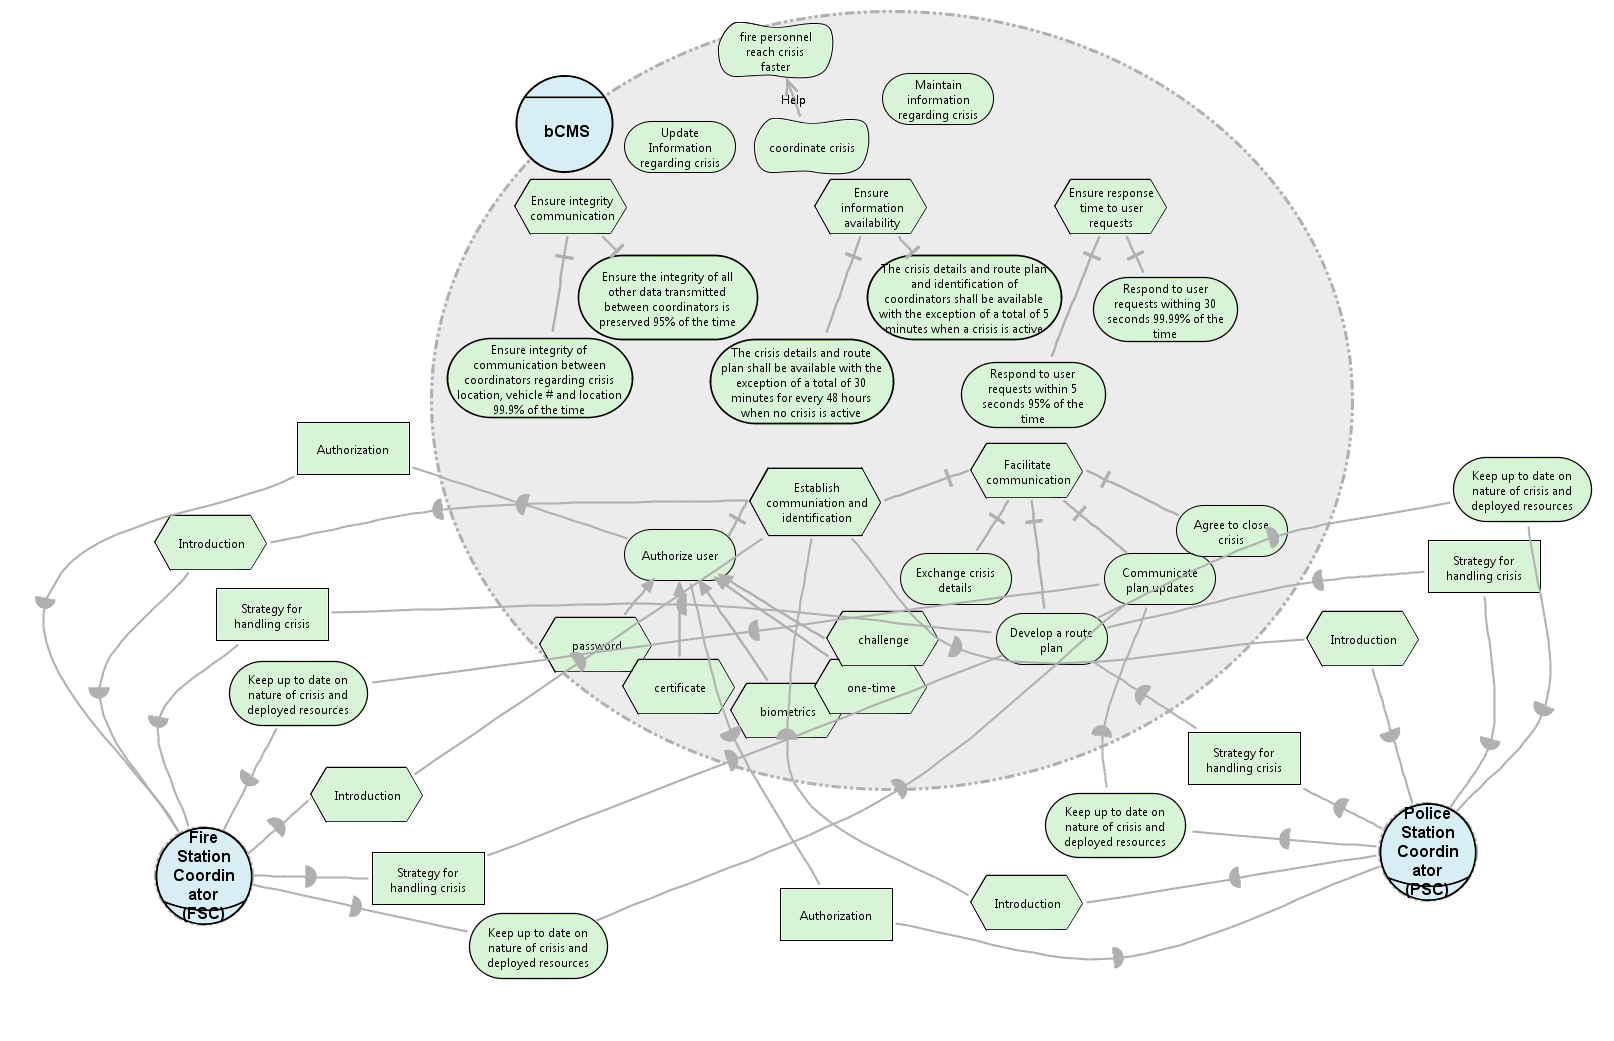 fire personnel
reach crisis
faster
Help
Maintain
information
regarding crisis
bCMS
Update
Information
regarding crisis
coordinate crisis
Ensure integrity
communication
Ensure
information
availability
Ensure response
time to user
requests
Ensure the integrity of all
other data transmitted
between coordinators is
preserved 95% of the time
The crisis details and route plan
and identification of
coordinators shall be available
with the exception of a total of 5
minutes when a crisis is active
Respond to user
requests withing 30
seconds 99.99% of the
time
Ensure integrity of
communication between
coordinators regarding crisis
location, vehicle # and location
99.9% of the time
The crisis details and route
plan shall be available with the
exception of a total of 30
minutes for every 48 hours
when no crisis is active
Respond to user
requests within 5
seconds 95% of the
time
Authorization
Facilitate
communication
Establish
communiation and
identification
Keep up to date on
nature of crisis and
deployed resources
Introduction
Authorize user
Agree to close
crisis
Exchange crisis
details
Communicate
plan updates
Strategy for
handling crisis
Strategy for
handling crisis
password
challenge
Develop a route
plan
Introduction
Keep up to date on
nature of crisis and
deployed resources
certificate
one-time
biometrics
Strategy for
handling crisis
Introduction
Keep up to date on
nature of crisis and
deployed resources
Fire
Station
Coordin
ator
(FSC)
Police
Station
Coordin
ator
(PSC)
Strategy for
handling crisis
Authorization
Introduction
Keep up to date on
nature of crisis and
deployed resources